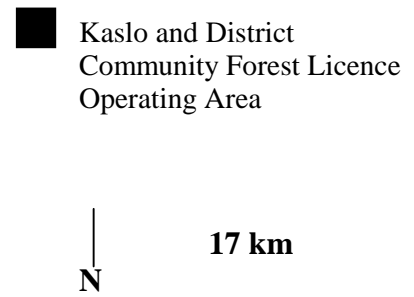 Kaslo and District
Community Forest Licence
Operating Area
17 km
N